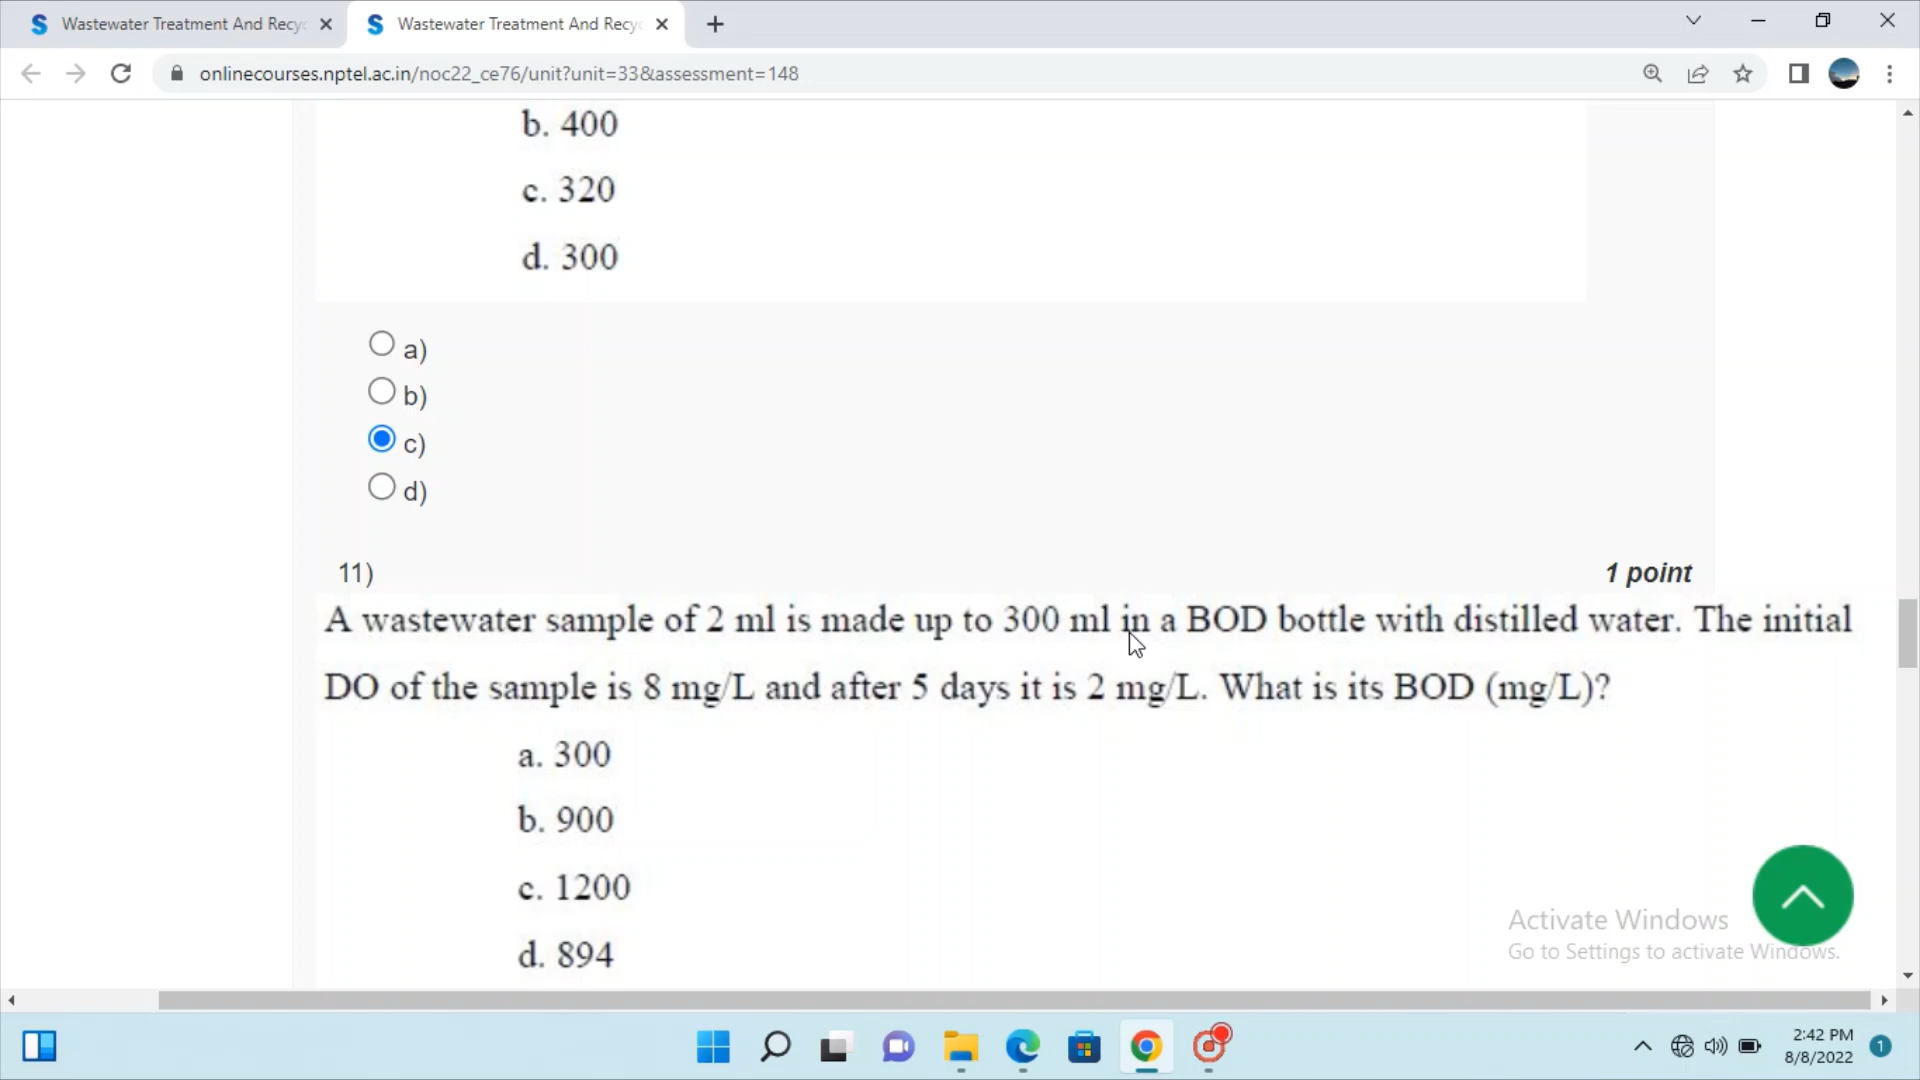 Wastewater Treatment And Recyc
Wastewater Treatment And Recyc
onlinecourses.nptel.ac.in/noc22_ce76/unit?unit=33&assessment=148
b. 400
c. 320
d. 300
a)
b)
c)
d)
11)
1 point
A wastewater sample of 2 ml is made up to 300 ml in a BOD bottle with distilled water. The initial
DO of the sample is 8 mg/L and after 5 days it is 2 mg/L. What is its BOD (mg/L)?
a. 300
b. 900
c. 1200
d. 894
Activate Windows
Go to Settings to activate Windows.
2:42 PM
8/8/2022
1